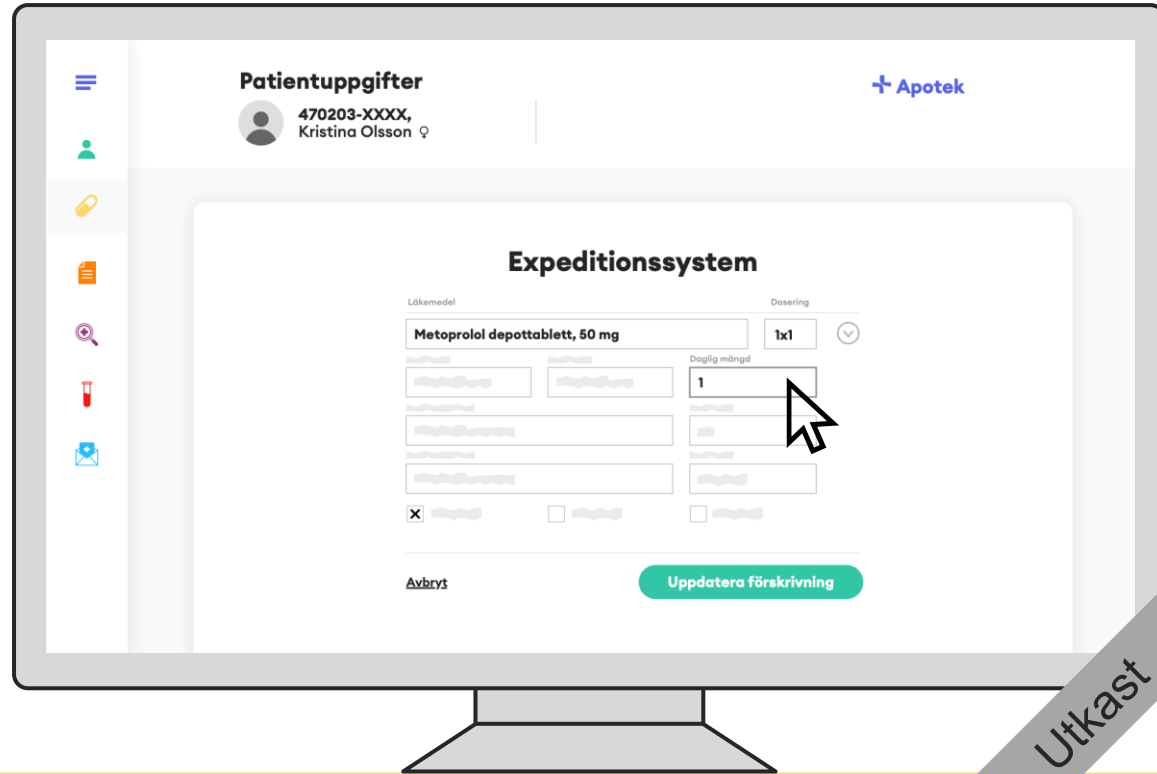 Patientuppgifter
470203-XXXX,
Kristina Olsson ♀
Apotek
Expeditionssystem
Läkemedel Dosering
Metoprolol depottablett, 50 mg 1x1
Daglig mängd
1
Avbryt Uppdatera förskrivning
Utkast